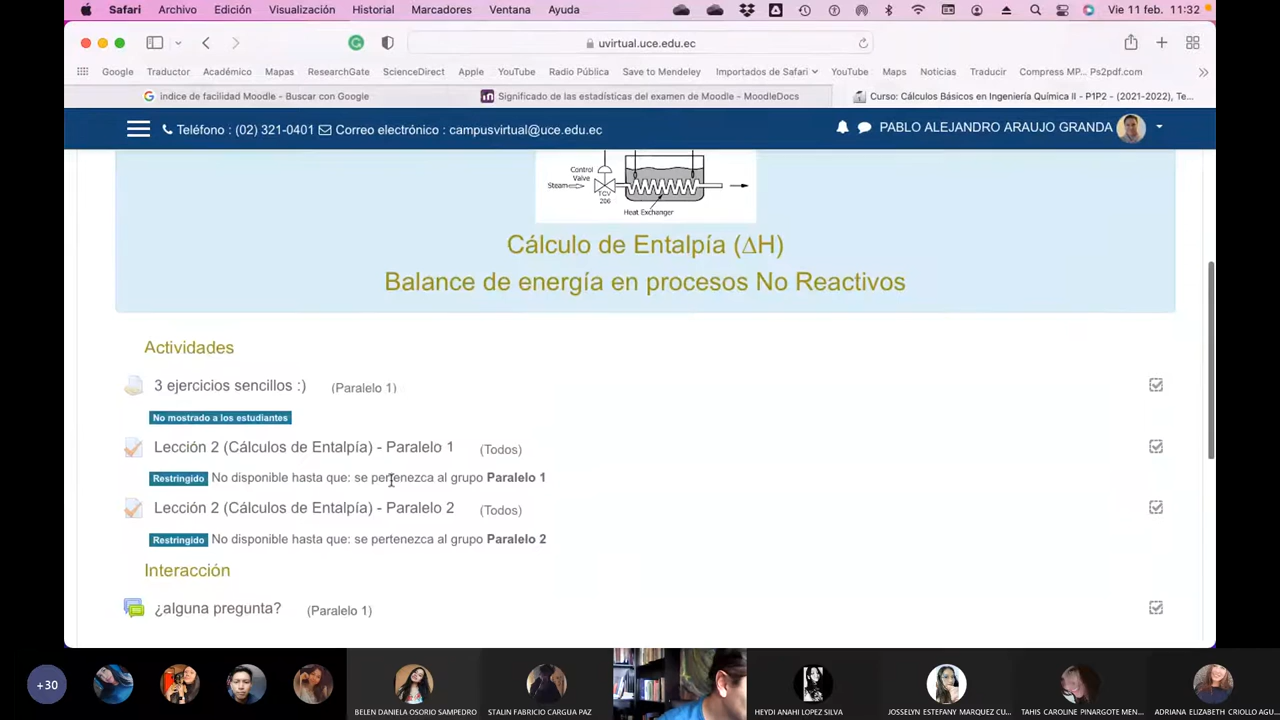 Safari Archivo Edición Visualización Historial Marcadores Ventana Ayuda Vie 11 feb. 11:32
uvirtual.uce.edu.ec
Google Traductor Académico Mapas ResearchGate ScienceDirect Apple YouTube Radio Pública Save to Mendeley Importados de Safari YouTube Maps Noticias Traducir Compress MP... Ps2pdf.com
indice de facilidad Moodle - Buscar con Google Significado de las estadísticas del examen de Moodle - MoodleDocs Curso: Cálculos Básicos en Ingeniería Química II - P1P2 - (2021-2022), Te...
Teléfono : (02) 321-0401 Correo electrónico : campusvirtual@uce.edu.ec PABLO ALEJANDRO ARAUJO GRANDA
Control
Valve
Steam
TCV
206
Heat Exchanger
Cálculo de Entalpía (∆H)
Balance de energía en procesos No Reactivos
Actividades
3 ejercicios sencillos :) (Paralelo 1)
No mostrado a los estudiantes
Lección 2 (Cálculos de Entalpía) - Paralelo 1 (Todos)
Restringido No disponible hasta que: se pertenezca al grupo Paralelo 1
Lección 2 (Cálculos de Entalpía) - Paralelo 2 (Todos)
Restringido No disponible hasta que: se pertenezca al grupo Paralelo 2
Interacción
¿alguna pregunta? (Paralelo 1)
+30
BELEN DANIELA OSORIO SAMPEDRO STALIN FABRICIO CARGUA PAZ HEYDI ANAHI LOPEZ SILVA JOSSELYN ESTEFANY MARQUEZ CU... TAHIS CAROLINE PINARGOTE MEN... ADRIANA ELIZABETH CRIOLLO AGU...